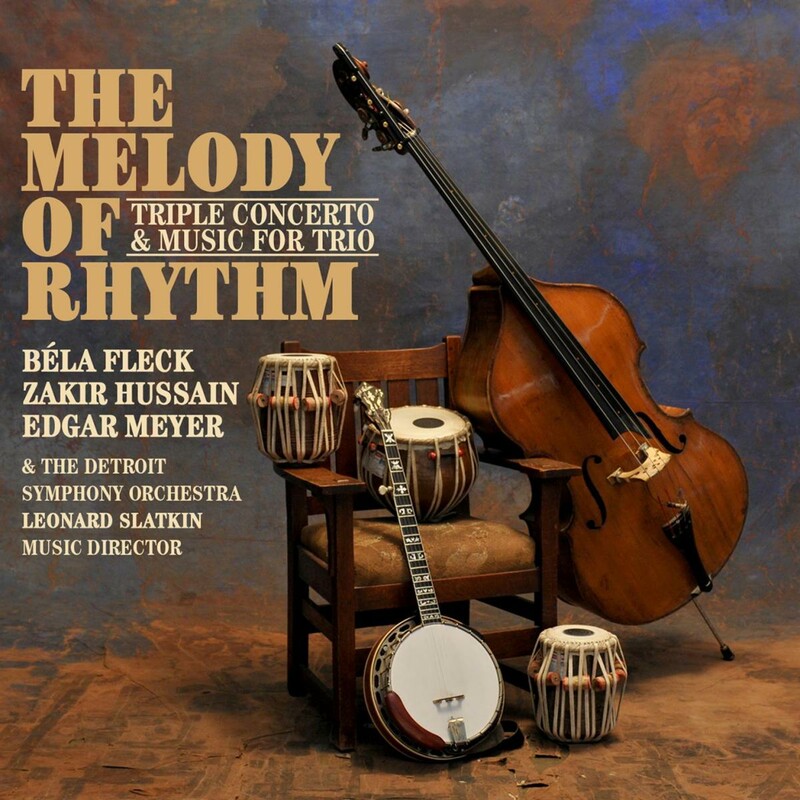 THE
MELODY
OF
TRIPLE CONCERTO
& MUSIC FOR TRIO
RHYTHM
BÉLA FLECK
ZAKIR HUSSAIN
EDGAR MEYER
& THE DETROIT
SYMPHONY ORCHESTRA
LEONARD SLATKIN
MUSIC DIRECTOR